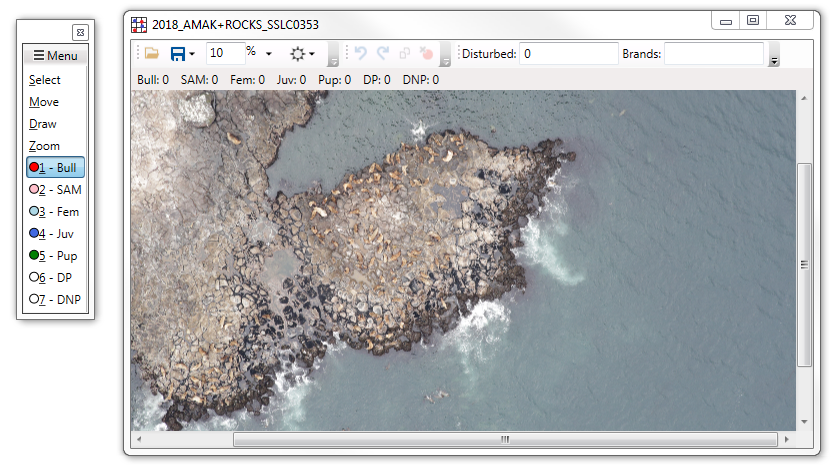 Menu
Select
Move
Draw
Zoom
1 - Bull
2 - SAM
3 - Fem
4 - Juv
5 - Pup
6 - DP
7 - DNP
2018_AMAK+ROCKS_SSLC0353
10 % Disturbed: 0 Brands:
Bull: 0 SAM: 0 Fem: 0 Juv: 0 Pup: 0 DP: 0 DNP: 0